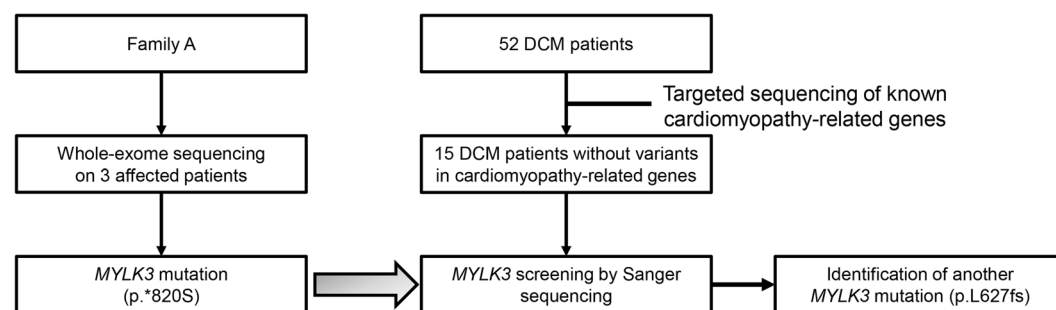 Family A
52 DCM patients
Targeted sequencing of known
cardiomyopathy-related genes
Whole-exome sequencing
on 3 affected patients
15 DCM patients without variants
in cardiomyopathy-related genes
MYLK3 mutation
(p.*820S)
MYLK3 screening by Sanger
sequencing
Identification of another
MYLK3 mutation (p.L627fs)